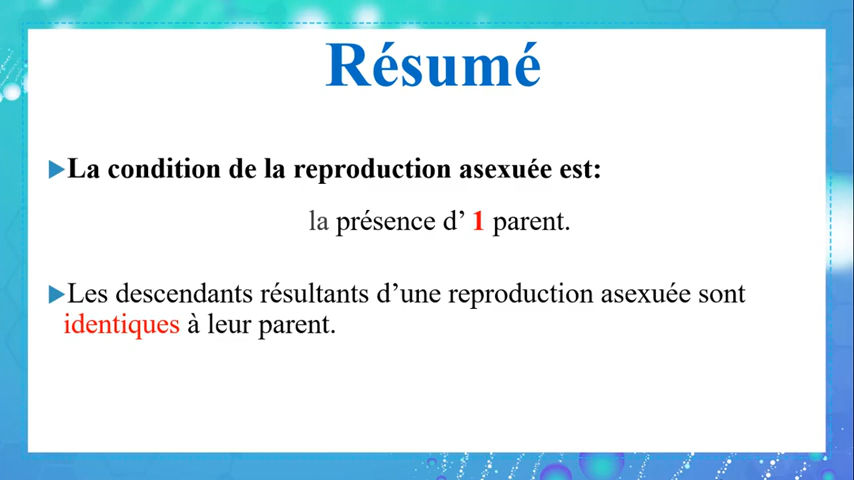 Résumé
La condition de la reproduction asexuée est:
la présence d’ 1 parent.
Les descendants résultants d’une reproduction asexuée sont
identiques à leur parent.